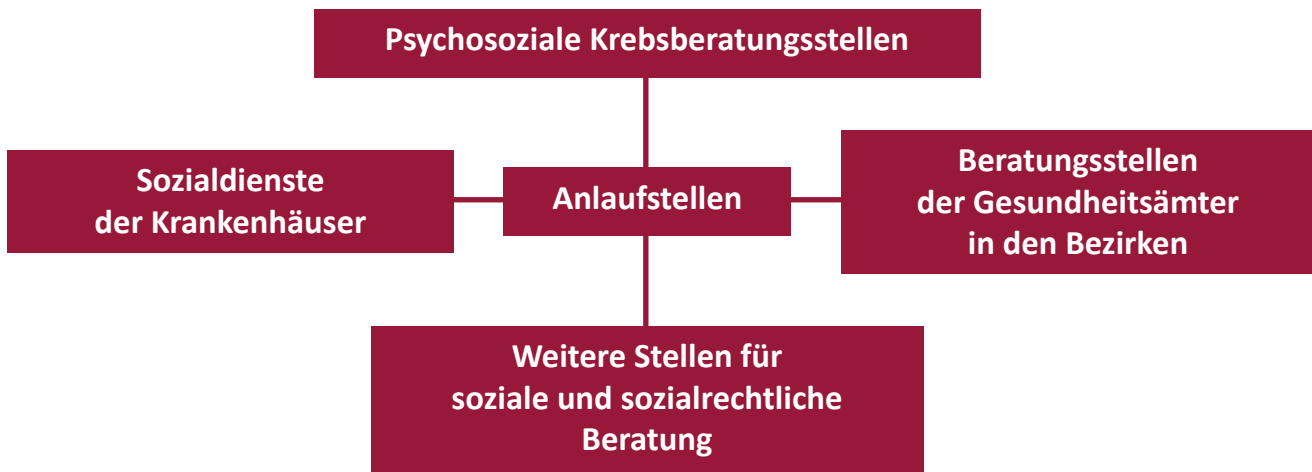 Psychosoziale Krebsberatungsstellen
Sozialdienste
der Krankenhäuser
Anlaufstellen
Beratungsstellen
der Gesundheitsämter
in den Bezirken
Weitere Stellen für
soziale und sozialrechtliche
Beratung